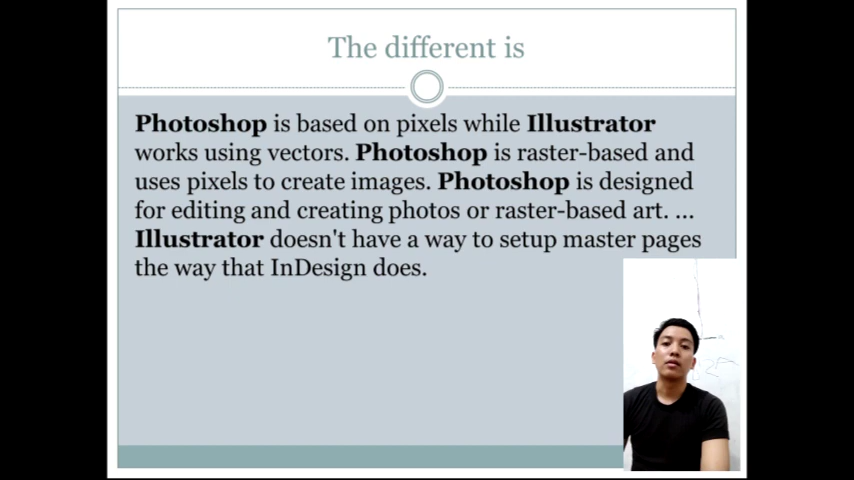 The different is
Photoshop is based on pixels while Illustrator
works using vectors. Photoshop is raster-based and
uses pixels to create images. Photoshop is designed
for editing and creating photos or raster-based art. ...
Illustrator doesn't have a way to setup master pages
the way that InDesign does.